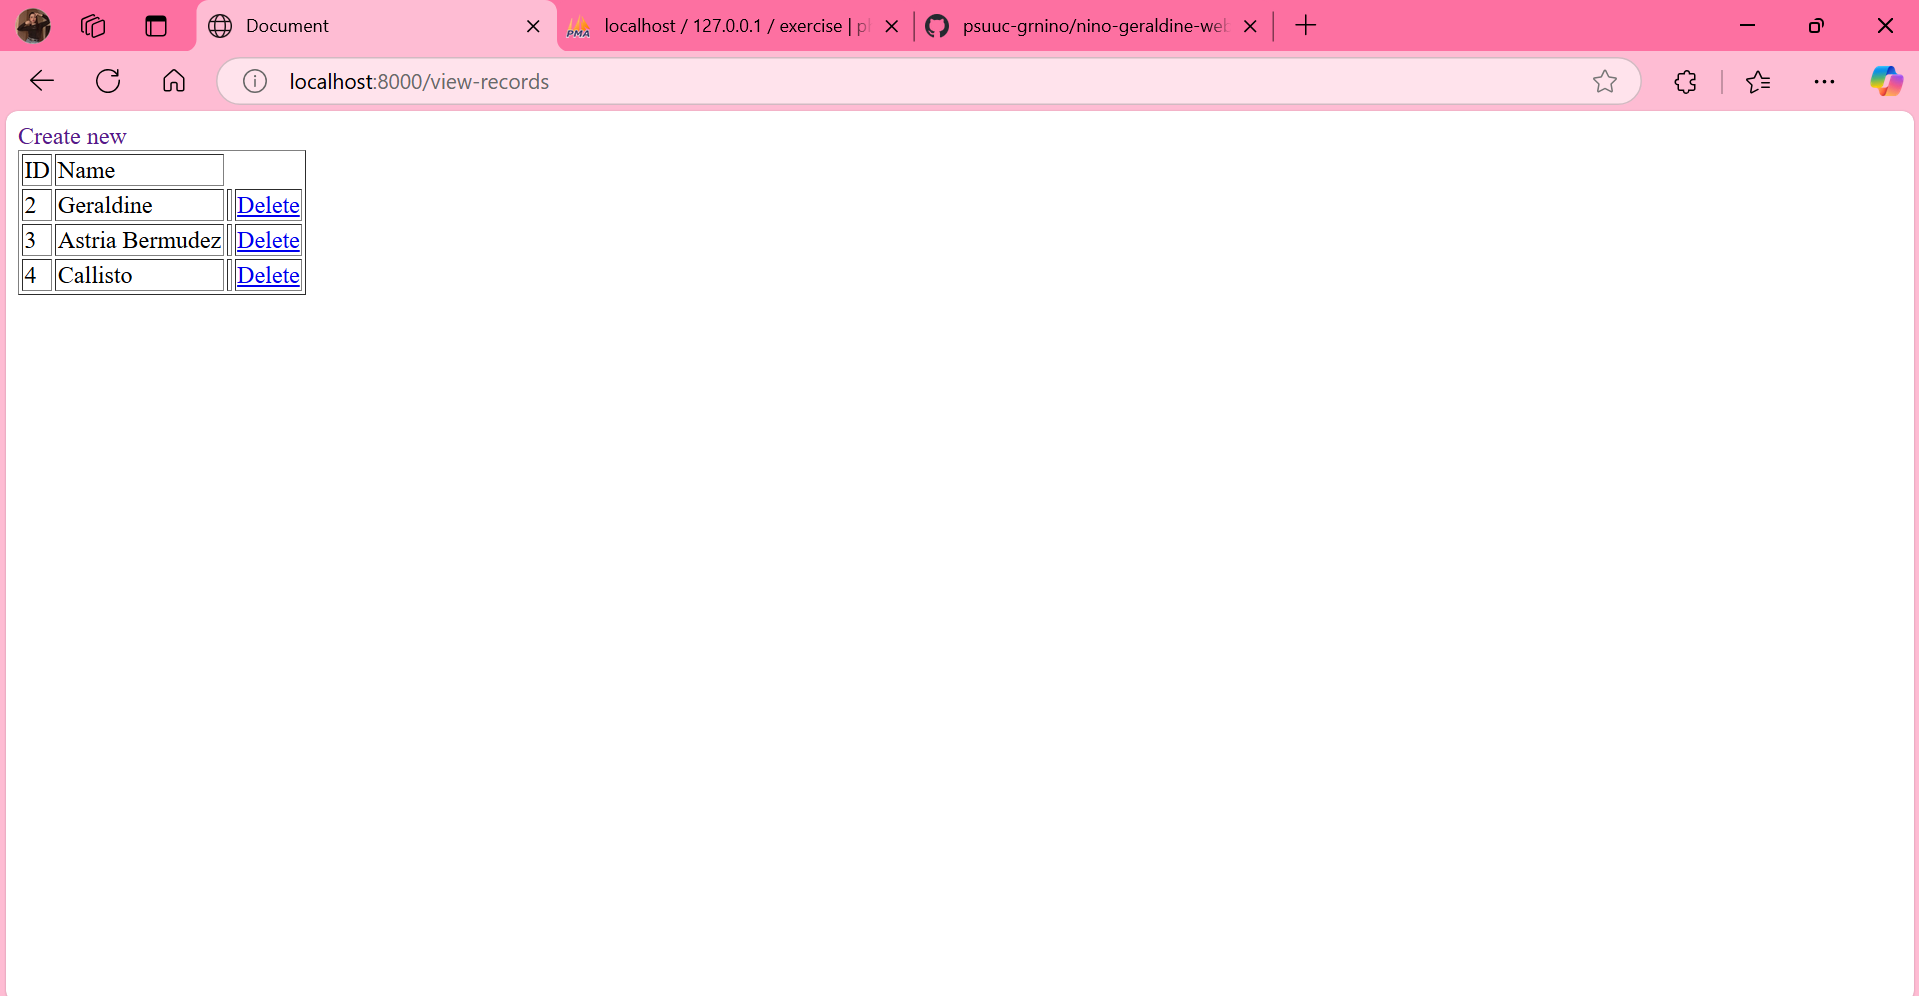 Document
localhost / 127.0.0.1 / exercise | p
psuuc-grnino/nino-geraldine-we
localhost:8000/view-records
Create new
ID Name
2 Geraldine Delete
3 Astria Bermudez Delete
4 Callisto Delete
PMA